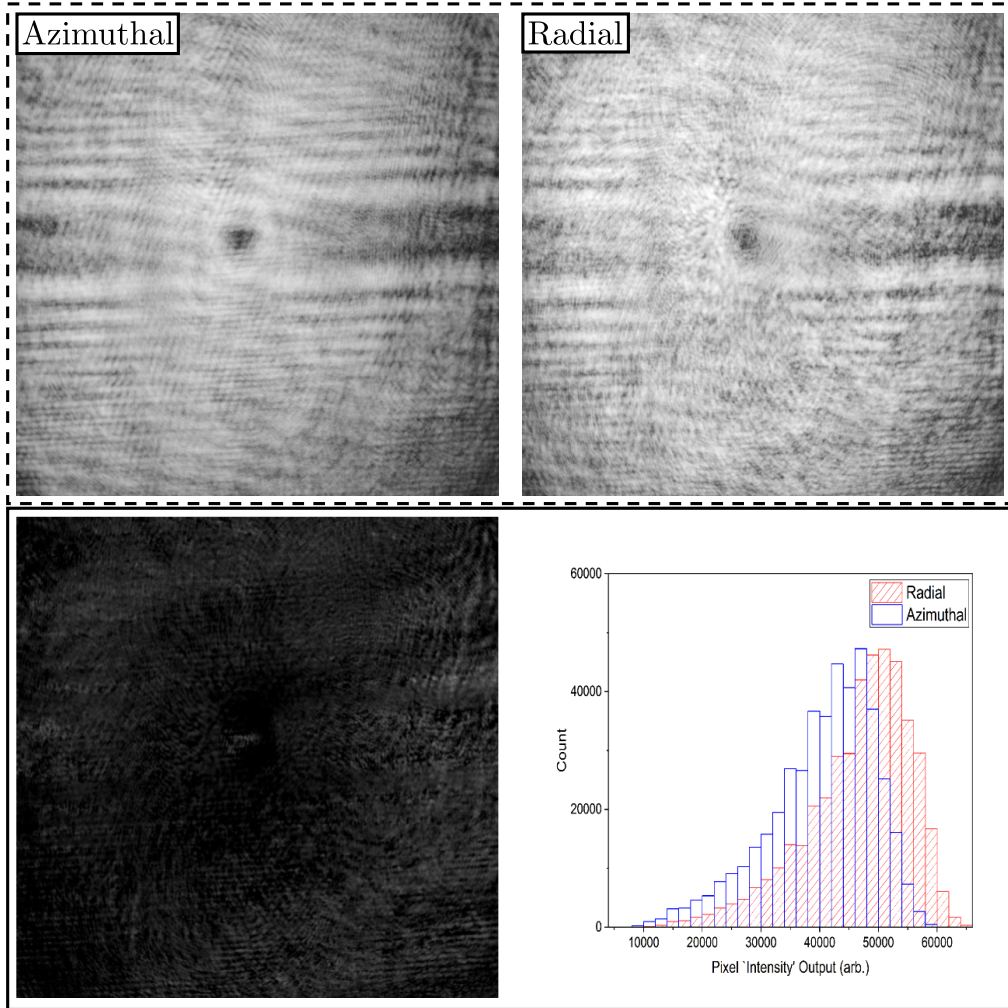 Azimuthal
Radial
60000
40000
20000
0
Count
Radial
Azimuthal
10000 20000 30000 40000 50000 60000
Pixel `Intensity' Output (arb.)